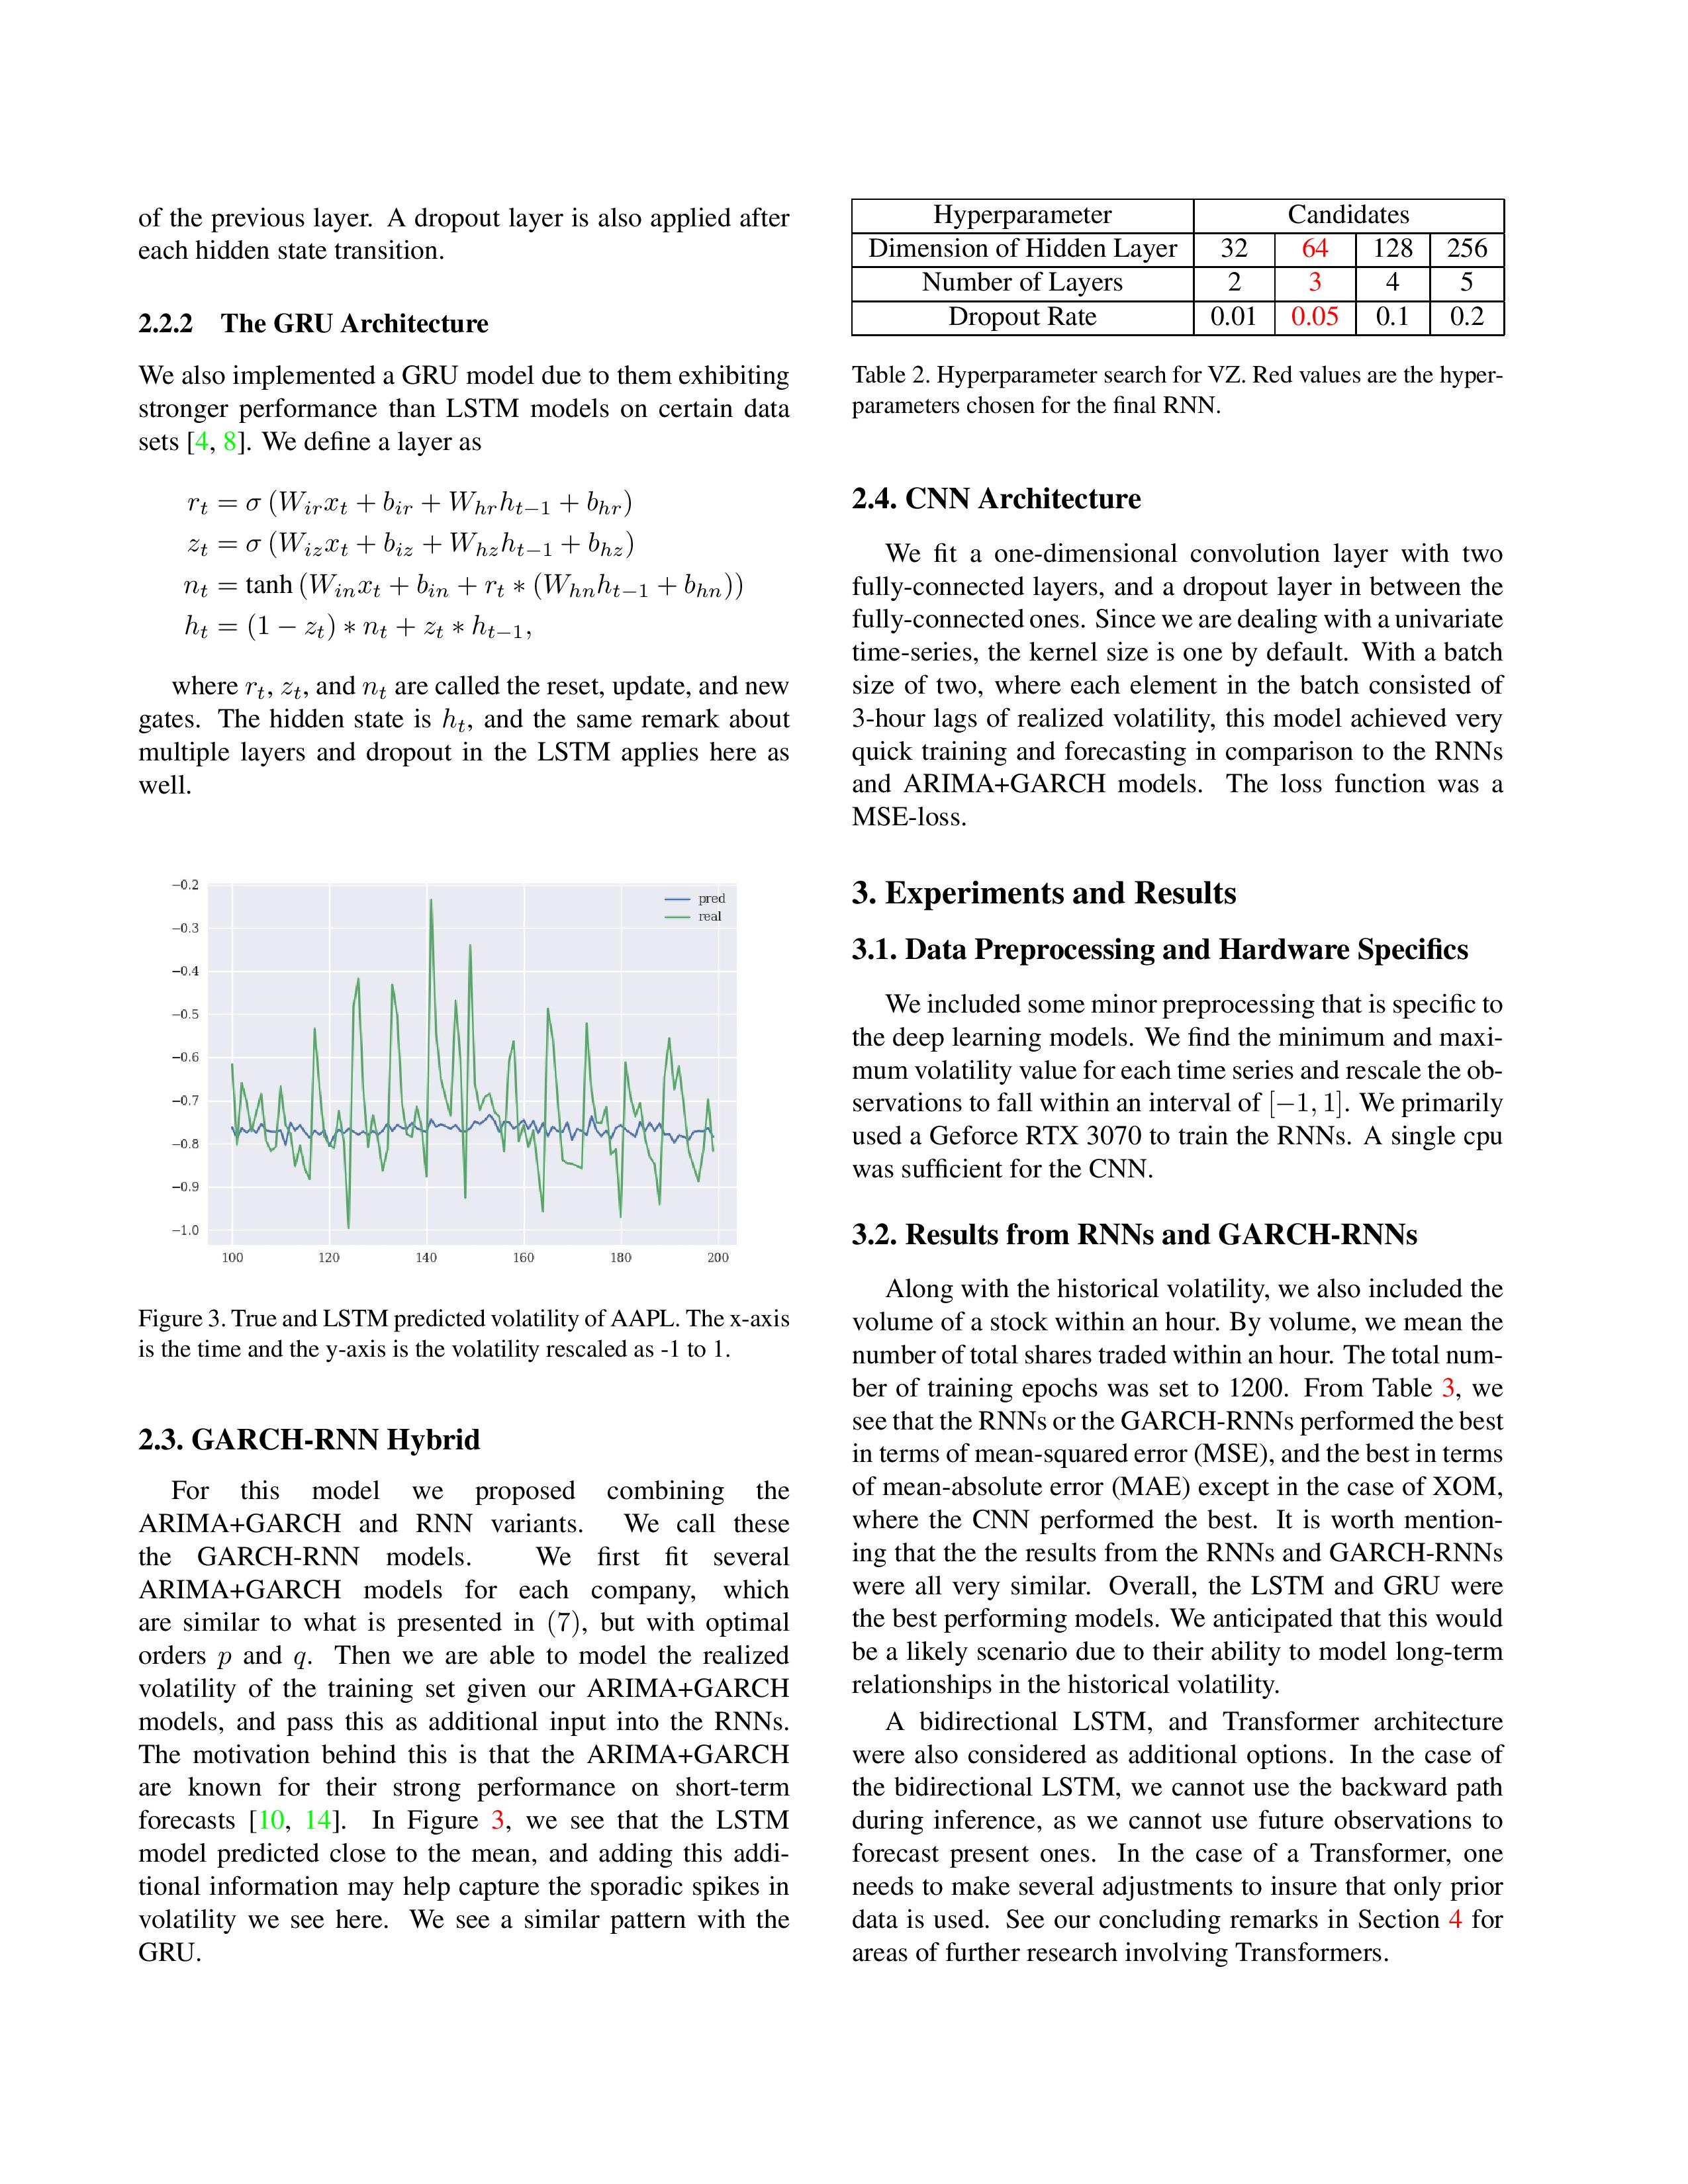 of the previous layer. A dropout layer is also applied after
each hidden state transition.
2.2.2 The GRU Architecture
We also implemented a GRU model due to them exhibiting
stronger performance than LSTM models on certain data
sets [4, 8]. We define a layer as
r_t = σ (W_{ir}x_t + b_{ir} + W_{hr}h_{t−1} + b_{hr})
z_t = σ (W_{iz}x_t + b_{iz} + W_{hz}h_{t−1} + b_{hz})
n_t = tanh (W_{in}x_t + b_{in} + r_t ∗ (W_{hn}h_{t−1} + b_{hn}))
h_t = (1 − z_t) ∗ n_t + z_t ∗ h_{t−1},
where r_t, z_t, and n_t are called the reset, update, and new
gates. The hidden state is h_t, and the same remark about
multiple layers and dropout in the LSTM applies here as
well.
−0.2
−0.3
−0.4
−0.5
−0.6
−0.7
−0.8
−0.9
−1.0
pred
real
100 120 140 160 180 200
Figure 3. True and LSTM predicted volatility of AAPL. The x-axis
is the time and the y-axis is the volatility rescaled as -1 to 1.
2.3. GARCH-RNN Hybrid
For this model we proposed combining the
ARIMA+GARCH and RNN variants. We call these
the GARCH-RNN models. We first fit several
ARIMA+GARCH models for each company, which
are similar to what is presented in (7), but with optimal
orders p and q. Then we are able to model the realized
volatility of the training set given our ARIMA+GARCH
models, and pass this as additional input into the RNNs.
The motivation behind this is that the ARIMA+GARCH
are known for their strong performance on short-term
forecasts [10, 14]. In Figure 3, we see that the LSTM
model predicted close to the mean, and adding this addi-
tional information may help capture the sporadic spikes in
volatility we see here. We see a similar pattern with the
GRU.
Hyperparameter Candidates
Dimension of Hidden Layer 32 64 128 256
Number of Layers 2 3 4 5
Dropout Rate 0.01 0.05 0.1 0.2
Table 2. Hyperparameter search for VZ. Red values are the hyper-
parameters chosen for the final RNN.
2.4. CNN Architecture
We fit a one-dimensional convolution layer with two
fully-connected layers, and a dropout layer in between the
fully-connected ones. Since we are dealing with a univariate
time-series, the kernel size is one by default. With a batch
size of two, where each element in the batch consisted of
3-hour lags of realized volatility, this model achieved very
quick training and forecasting in comparison to the RNNs
and ARIMA+GARCH models. The loss function was a
MSE-loss.
3. Experiments and Results
3.1. Data Preprocessing and Hardware Specifics
We included some minor preprocessing that is specific to
the deep learning models. We find the minimum and maxi-
mum volatility value for each time series and rescale the ob-
servations to fall within an interval of [−1, 1]. We primarily
used a Geforce RTX 3070 to train the RNNs. A single cpu
was sufficient for the CNN.
3.2. Results from RNNs and GARCH-RNNs
Along with the historical volatility, we also included the
volume of a stock within an hour. By volume, we mean the
number of total shares traded within an hour. The total num-
ber of training epochs was set to 1200. From Table 3, we
see that the RNNs or the GARCH-RNNs performed the best
in terms of mean-squared error (MSE), and the best in terms
of mean-absolute error (MAE) except in the case of XOM,
where the CNN performed the best. It is worth mention-
ing that the the results from the RNNs and GARCH-RNNs
were all very similar. Overall, the LSTM and GRU were
the best performing models. We anticipated that this would
be a likely scenario due to their ability to model long-term
relationships in the historical volatility.
A bidirectional LSTM, and Transformer architecture
were also considered as additional options. In the case of
the bidirectional LSTM, we cannot use the backward path
during inference, as we cannot use future observations to
forecast present ones. In the case of a Transformer, one
needs to make several adjustments to insure that only prior
data is used. See our concluding remarks in Section 4 for
areas of further research involving Transformers.